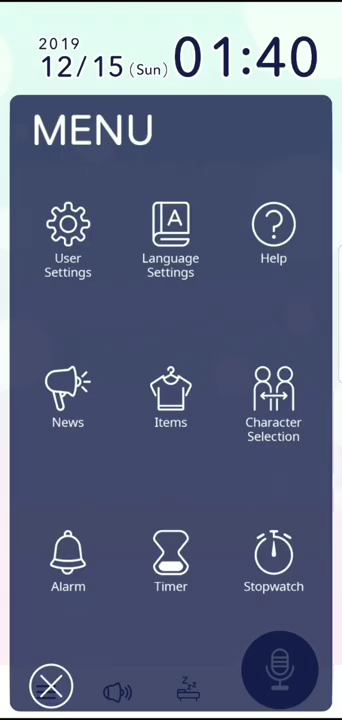 2019
12/15(Sun) 01:40
MENU
User
Settings
Language
Settings
Help
News
Items
Character
Selection
Alarm
Timer
Stopwatch